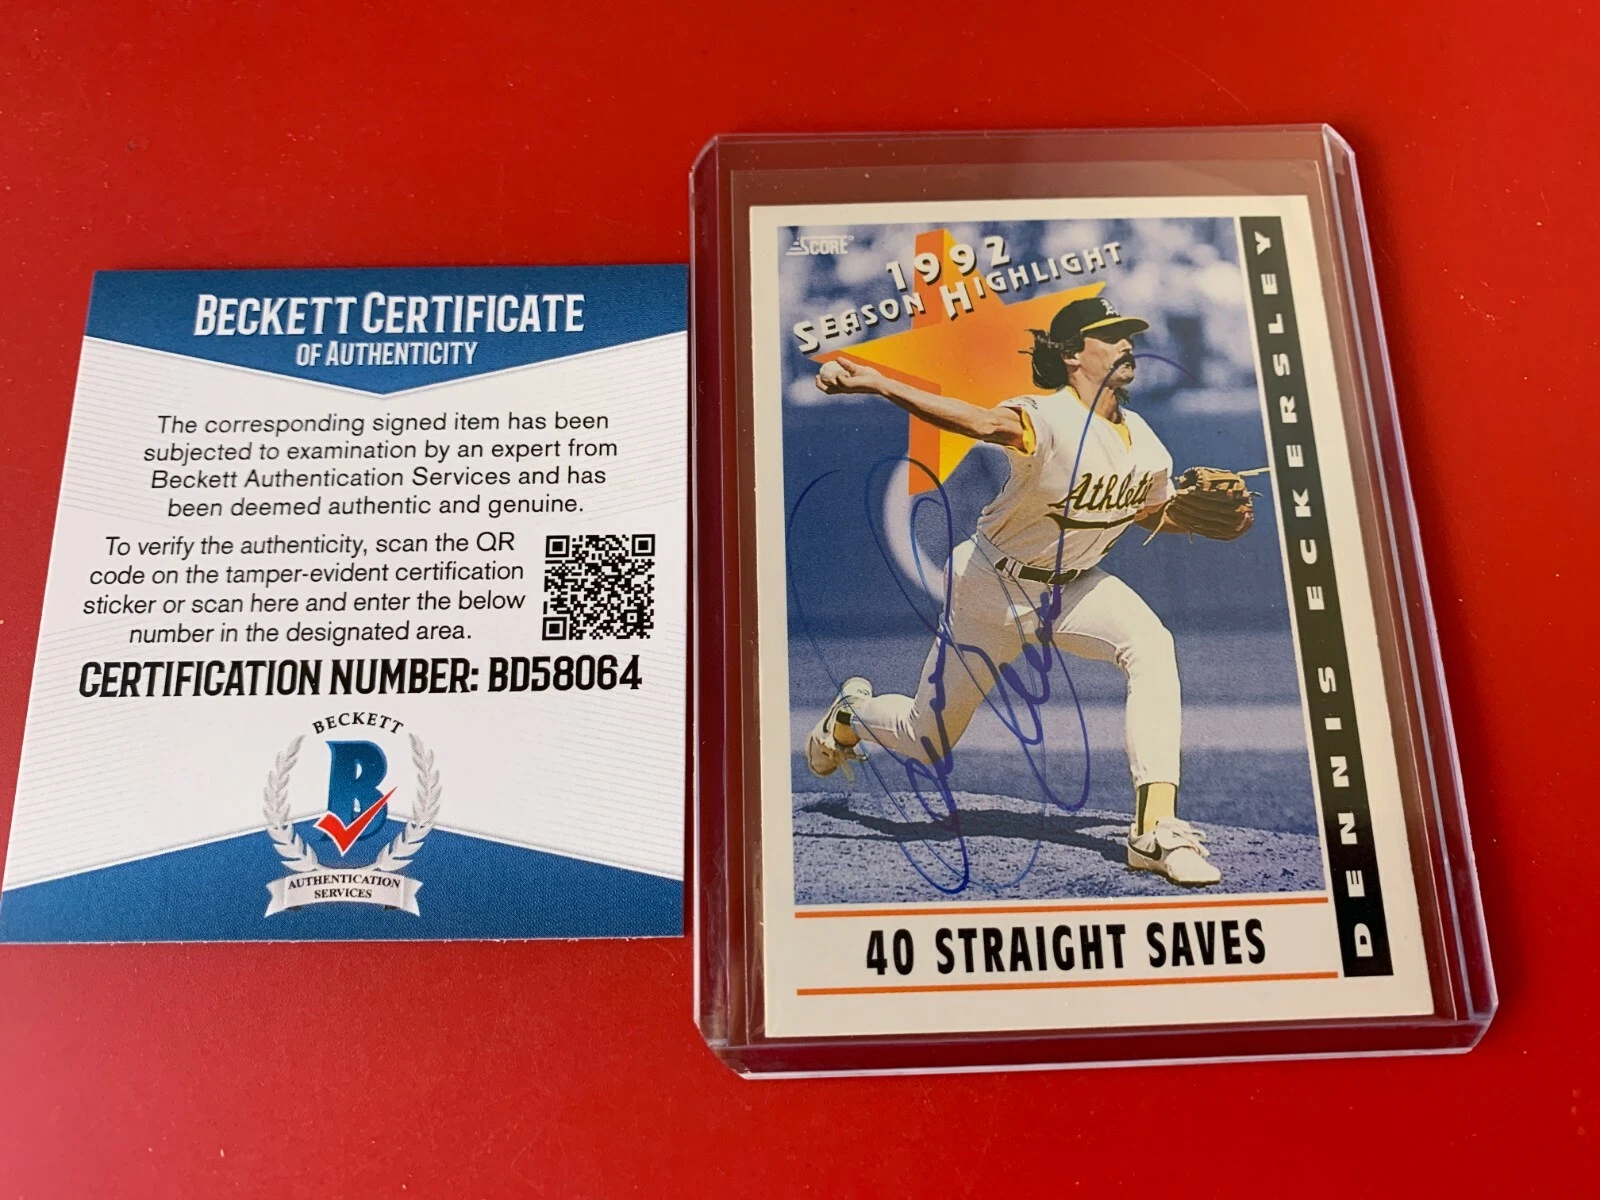 BECKETT CERTIFICATE
OF AUTHENTICITY
The corresponding signed item has been
subjected to examination by an expert from
Beckett Authentication Services and has
been deemed authentic and genuine.
To verify the authenticity, scan the QR
code on the tamper-evident certification
sticker or scan here and enter the below
number in the designated area.
CERTIFICATION NUMBER: BD58064
BECKETT
B
AUTHENTICATION
SERVICES
SCORE
1992
SEASON HIGHLIGHT
Athletics
DENNIS ECKERSLEY
40 STRAIGHT SAVES